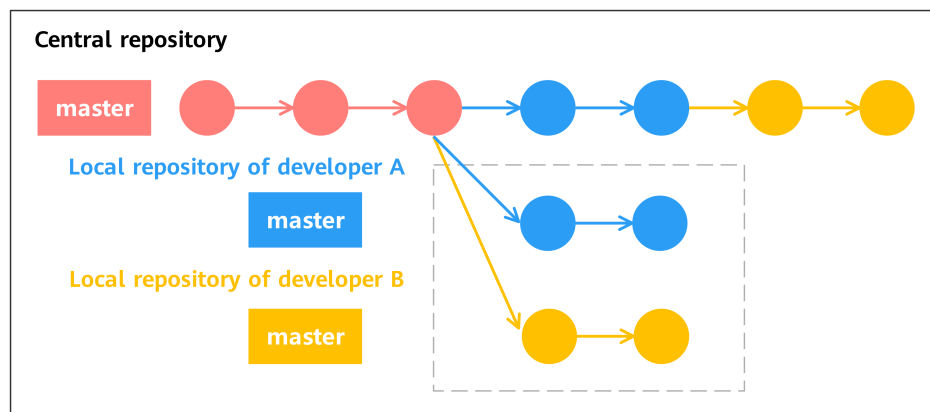 Central repository
master
Local repository of developer A
master
Local repository of developer B
master